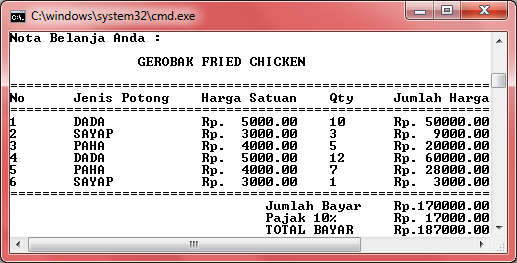 C:\windows\system32\cmd.exe
Nota Belanja Anda :
GEROBAK FRIED CHICKEN
============================================================
No Jenis Potong Harga Satuan Qty Jumlah Harga
============================================================
1 DADA Rp. 5000.00 10 Rp. 50000.00
2 SAYAP Rp. 3000.00 3 Rp. 9000.00
3 PAHA Rp. 4000.00 5 Rp. 20000.00
4 DADA Rp. 5000.00 12 Rp. 60000.00
5 PAHA Rp. 4000.00 7 Rp. 28000.00
6 SAYAP Rp. 3000.00 1 Rp. 3000.00
============================================================
Jumlah Bayar Rp.170000.00
Pajak 10% Rp. 17000.00
TOTAL BAYAR Rp.187000.00